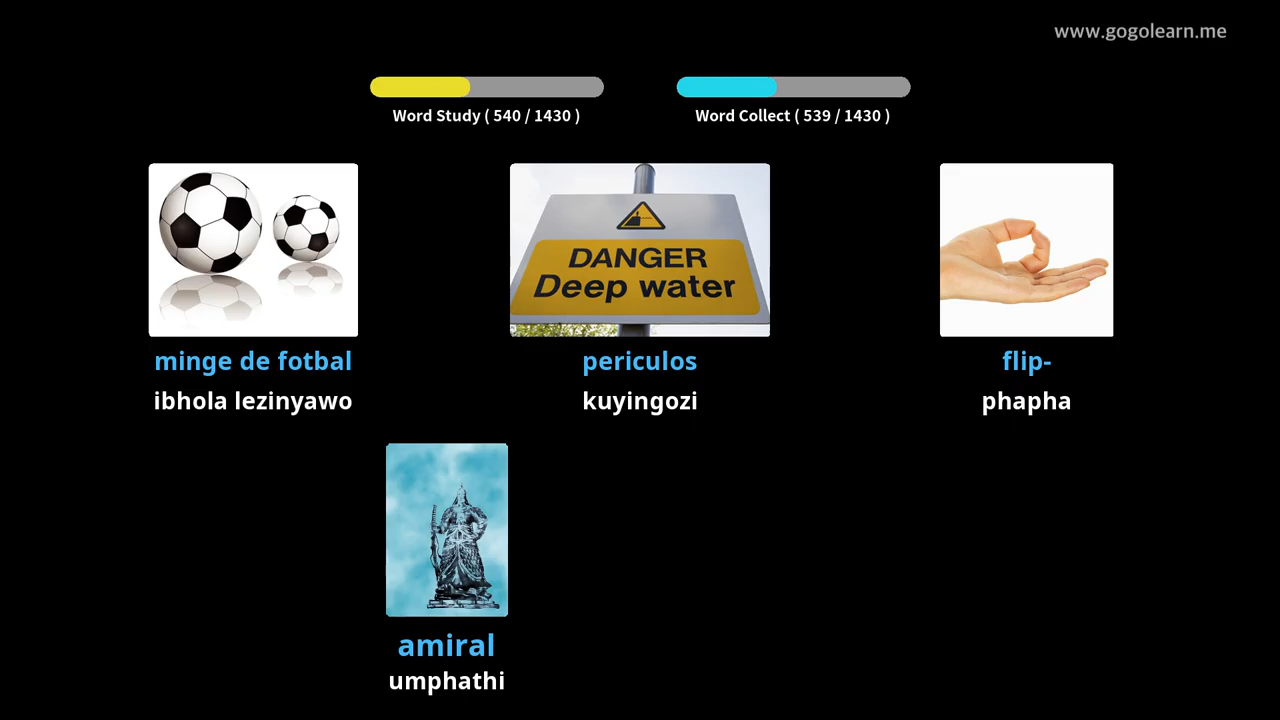 www.gogolearn.me
Word Study ( 540 / 1430 )
Word Collect ( 539 / 1430 )
DANGER
Deep water
minge de fotbal
periculos
flip-
ibhola lezinyawo
kuyingozi
phapha
amiral
umphathi